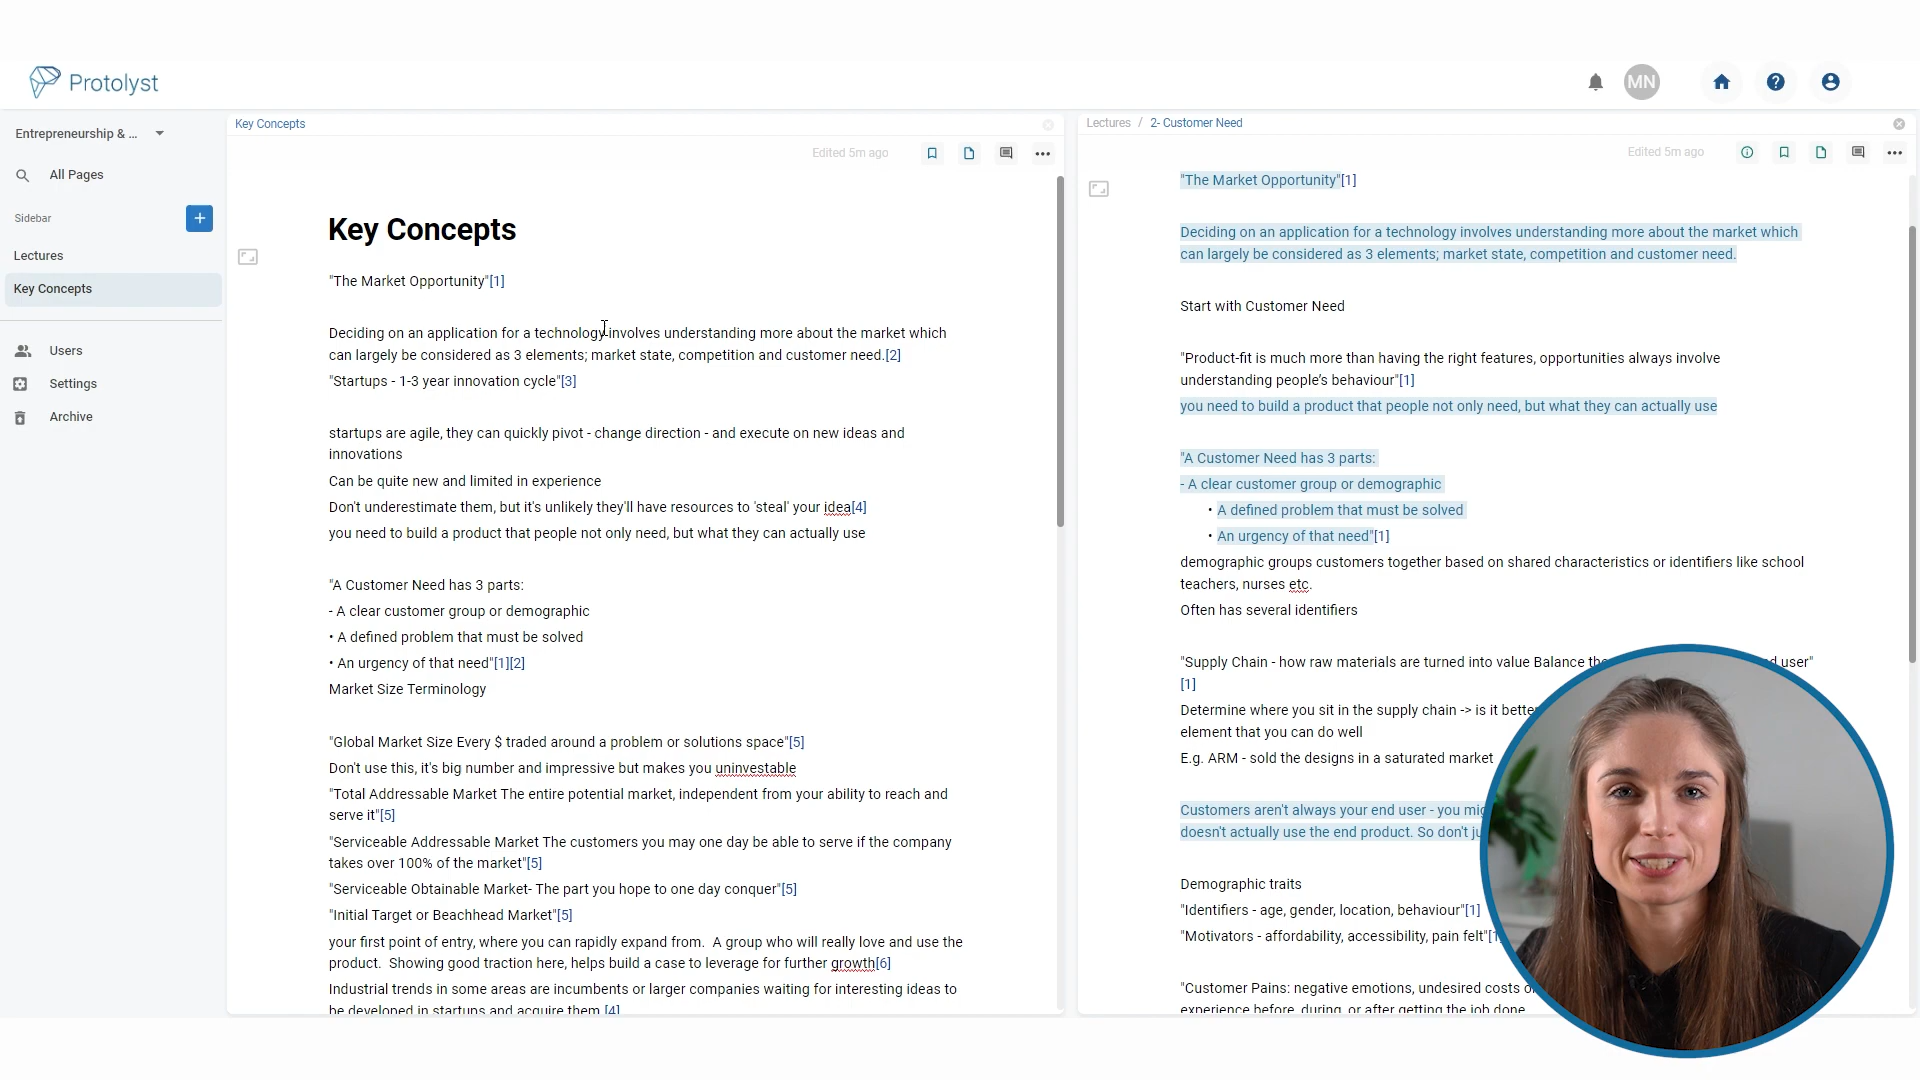 Protolyst
MN
Entrepreneurship & ...
All Pages
Sidebar
Lectures
Key Concepts
Users
Settings
Archive
Key Concepts
Edited 5m ago
Key Concepts
"The Market Opportunity"[1]
Deciding on an application for a technology involves understanding more about the market which
can largely be considered as 3 elements; market state, competition and customer need.[2]
"Startups - 1-3 year innovation cycle"[3]
startups are agile, they can quickly pivot - change direction - and execute on new ideas and
innovations
Can be quite new and limited in experience
Don't underestimate them, but it's unlikely they'll have resources to 'steal' your idea[4]
you need to build a product that people not only need, but what they can actually use
"A Customer Need has 3 parts:
- A clear customer group or demographic
• A defined problem that must be solved
• An urgency of that need"[1][2]
Market Size Terminology
"Global Market Size Every $ traded around a problem or solutions space"[5]
Don't use this, it's big number and impressive but makes you uninvestable
"Total Addressable Market The entire potential market, independent from your ability to reach and
serve it"[5]
"Serviceable Addressable Market The customers you may one day be able to serve if the company
takes over 100% of the market"[5]
"Serviceable Obtainable Market- The part you hope to one day conquer"[5]
"Initial Target or Beachhead Market"[5]
your first point of entry, where you can rapidly expand from.  A group who will really love and use the
product.  Showing good traction here, helps build a case to leverage for further growth[6]
Industrial trends in some areas are incumbents or larger companies waiting for interesting ideas to
be developed in startups and acquire them.[4]
Lectures / 2- Customer Need
Edited 5m ago
"The Market Opportunity"[1]
Deciding on an application for a technology involves understanding more about the market which
can largely be considered as 3 elements; market state, competition and customer need.
Start with Customer Need
"Product-fit is much more than having the right features, opportunities always involve
understanding people's behaviour"[1]
you need to build a product that people not only need, but what they can actually use
"A Customer Need has 3 parts:
- A clear customer group or demographic
• A defined problem that must be solved
• An urgency of that need"[1]
demographic groups customers together based on shared characteristics or identifiers like school
teachers, nurses etc.
Often has several identifiers
"Supply Chain - how raw materials are turned into value Balance user"
[1]
Determine where you sit in the supply chain -> is it
element that you can do well
E.g. ARM - sold the designs in a saturated market
Customers aren't always your end user - you
doesn't actually use the end product. So don't
Demographic traits
"Identifiers - age, gender, location, behaviour"[1]
"Motivators - affordability, accessibility, pain felt"[1
"Customer Pains: negative emotions, undesired costs
experience before, during, or after getting the job done